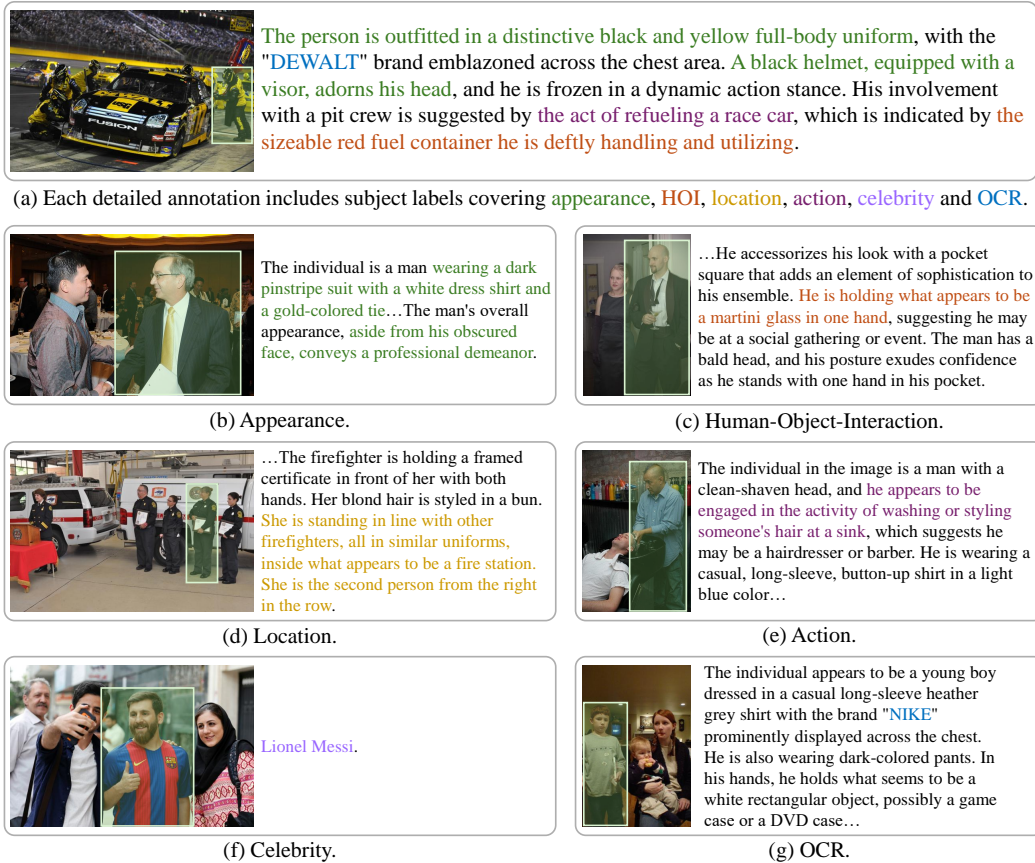 The person is outfitted in a distinctive black and yellow full-body uniform, with the
"DEWALT" brand emblazoned across the chest area. A black helmet, equipped with a
visor, adorns his head, and he is frozen in a dynamic action stance. His involvement
with a pit crew is suggested by the act of refueling a race car, which is indicated by
the sizeable red fuel container he is deftly handling and utilizing.
DEWALT
FUSION
(a) Each detailed annotation includes subject labels covering appearance, HOI, location, action, celebrity and OCR.
The individual is a man wearing a dark
pinstripe suit with a white dress shirt and
a gold-colored tie…The man's overall
appearance, aside from his obscured
face, conveys a professional demeanor.
(b) Appearance.
…He accessorizes his look with a pocket
square that adds an element of sophistication to
his ensemble. He is holding what appears to be
a martini glass in one hand, suggesting he may
be at a social gathering or event. The man has a
bald head, and his posture exudes confidence
as he stands with one hand in his pocket.
(c) Human-Object-Interaction.
…The firefighter is holding a framed
certificate in front of her with both
hands. Her blond hair is styled in a bun.
She is standing in line with other
firefighters, all in similar uniforms,
inside what appears to be a fire station.
She is the second person from the right
in the row.
(d) Location.
The individual in the image is a man with a
clean-shaven head, and he appears to be
engaged in the activity of washing or styling
someone's hair at a sink, which suggests he
may be a hairdresser or barber. He is wearing a
casual, long-sleeve, button-up shirt in a light
blue color…
(e) Action.
Lionel Messi.
(f) Celebrity.
The individual appears to be a young boy
dressed in a casual long-sleeve heather
grey shirt with the brand "NIKE"
prominently displayed across the chest.
He is also wearing dark-colored pants. In
his hands, he holds what seems to be a
white rectangular object, possibly a game
case or a DVD case…
(g) OCR.